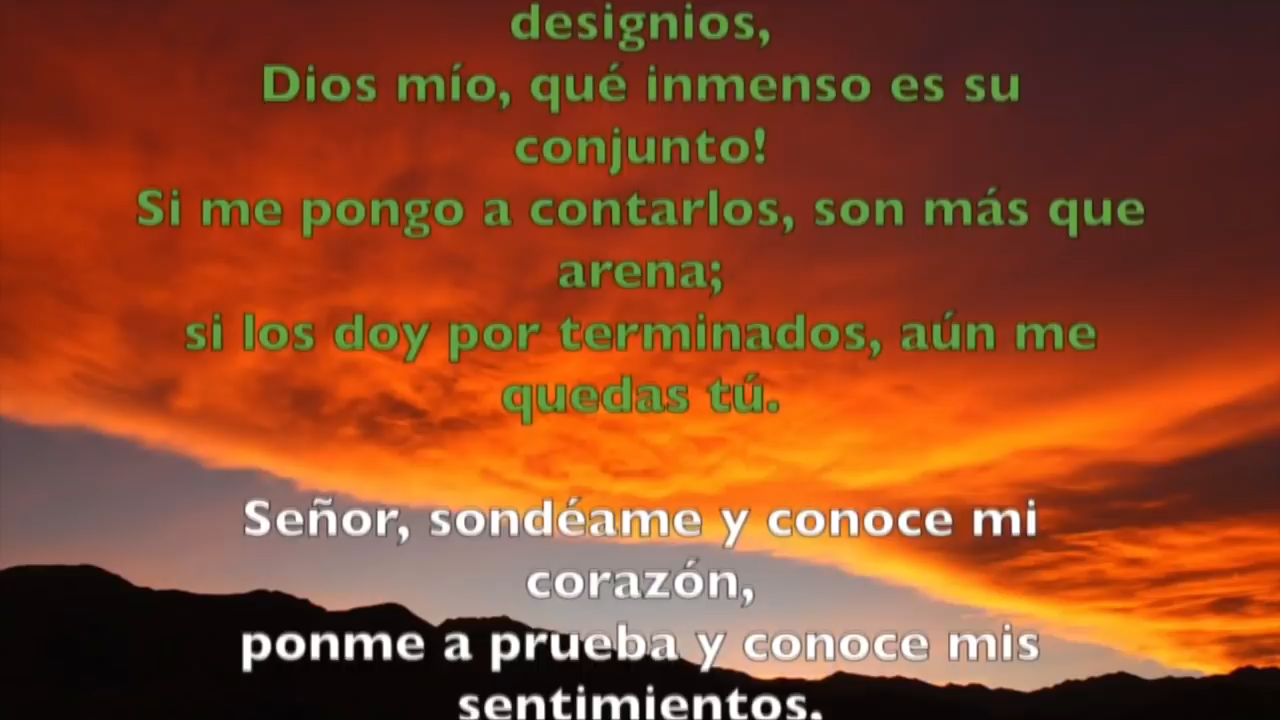 designios,
Dios mío, qué inmenso es su
conjunto!
Si me pongo a contarlos, son más que
arena;
si los doy por terminados, aún me
quedas tú.
Señor, sondéame y conoce mi
corazón,
ponme a prueba y conoce mis
sentimientos,